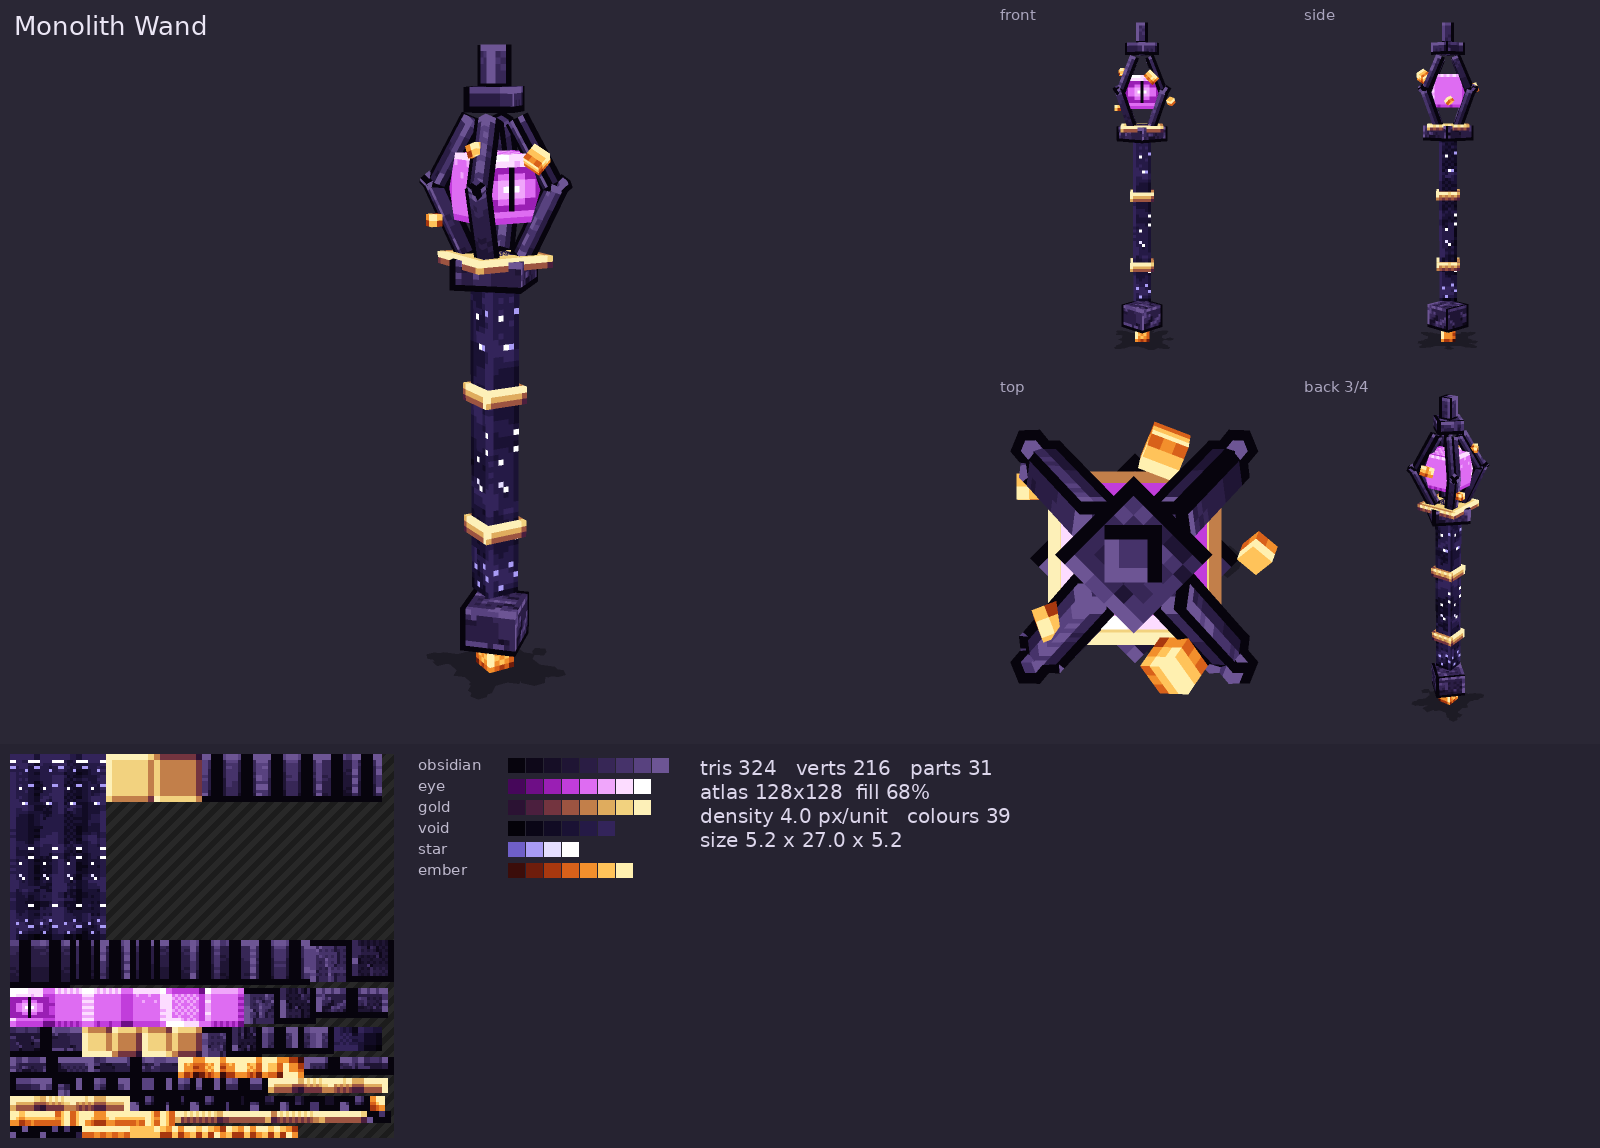 Monolith Wand
front
side
top
back 3/4
obsidian
eye
gold
void
star
ember
tris 324   verts 216   parts 31
atlas 128x128  fill 68%
density 4.0 px/unit   colours 39
size 5.2 x 27.0 x 5.2